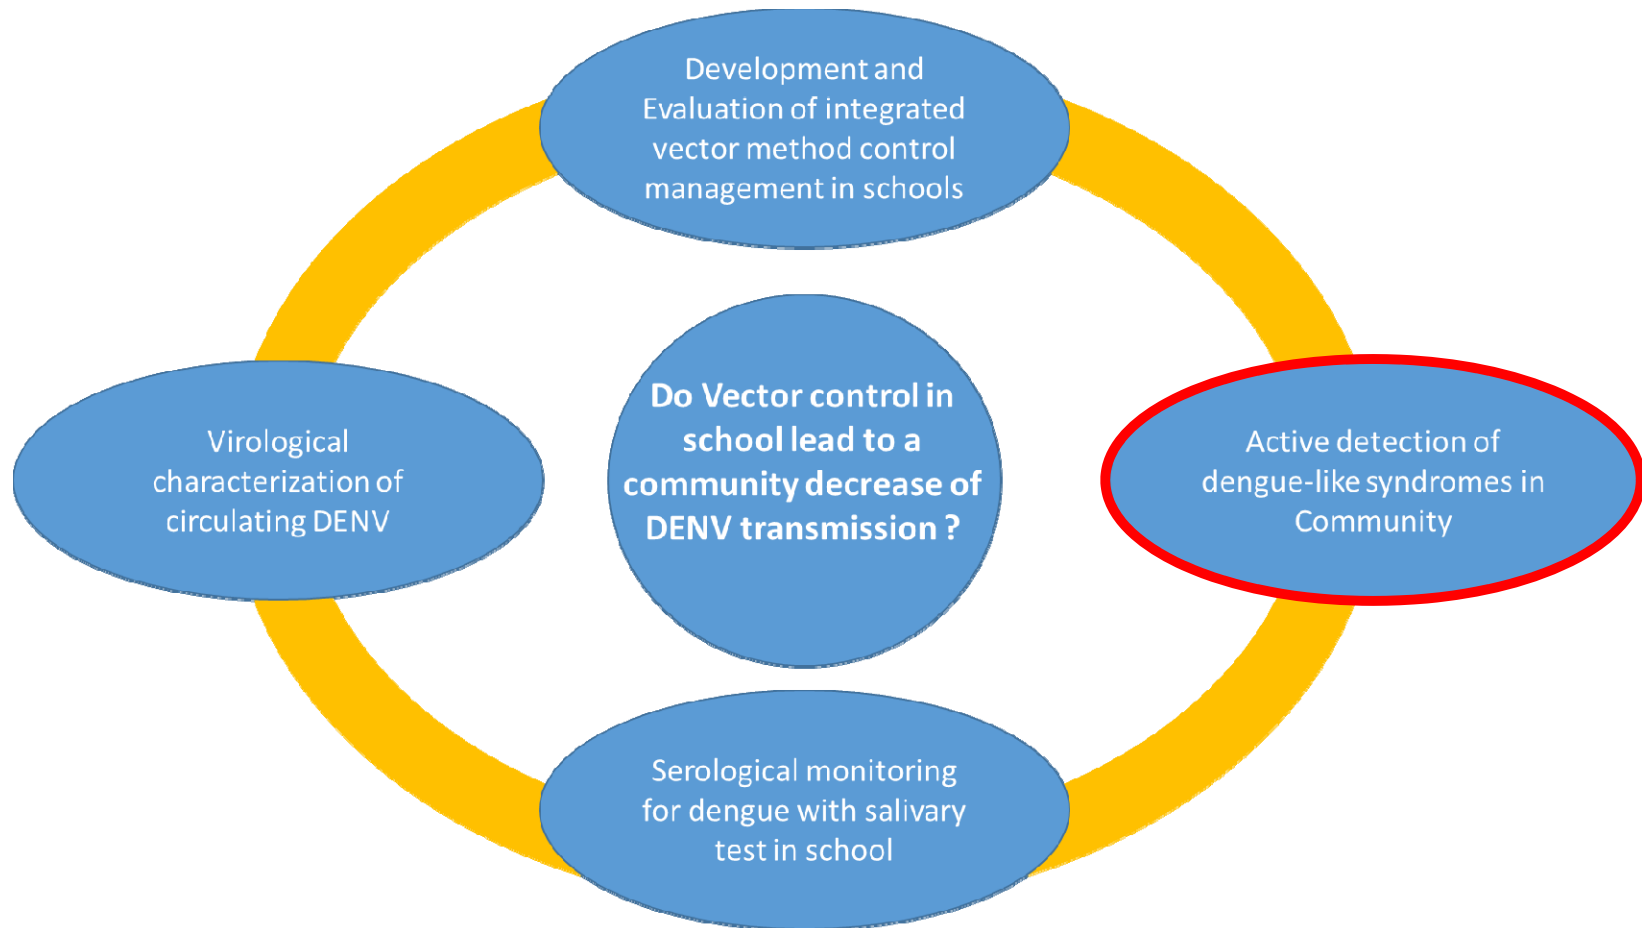 Development and
Evaluation of integrated
vector method control
management in schools
Do Vector control in
school lead to a
community decrease of
DENV transmission ?
Virological
characterization of
circulating DENV
Active detection of
dengue-like syndromes in
Community
Serological monitoring
for dengue with salivary
test in school